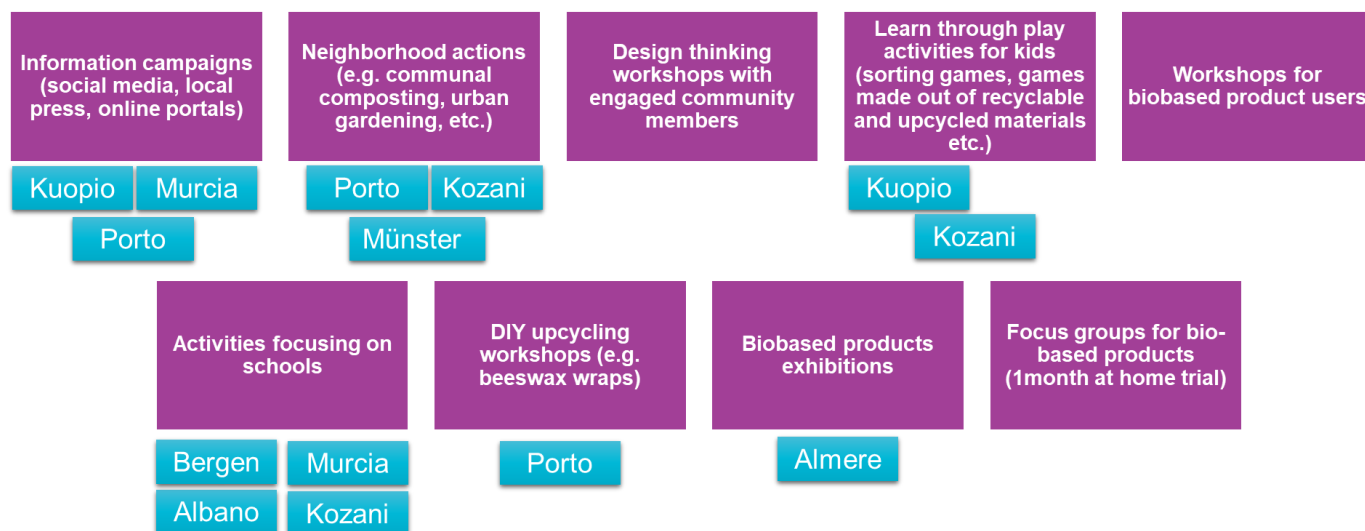 Information campaigns
(social media, local
press, online portals)
Neighborhood actions
(e.g. communal
composting, urban
gardening, etc.)
Design thinking
workshops with
engaged community
members
Learn through play
activities for kids
(sorting games, games
made out of recyclable
and upcycled materials
etc.)
Workshops for
biobased product users
Kuopio
Murcia
Porto
Porto
Kozani
Münster
Kuopio
Kozani
Activities focusing on
schools
DIY upcycling
workshops (e.g.
beeswax wraps)
Biobased products
exhibitions
Focus groups for bio-
based products
(1month at home trial)
Bergen
Murcia
Albano
Kozani
Porto
Almere